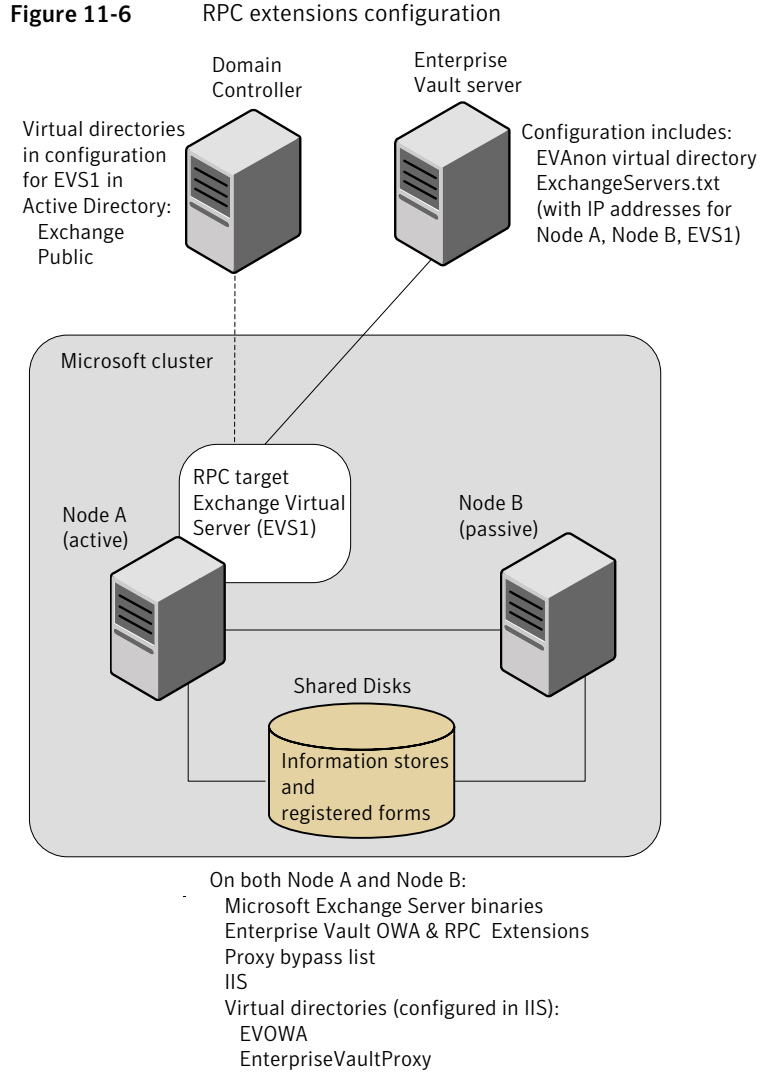 Figure 11-6 RPC extensions configuration
Domain
Controller
Enterprise
Vault server
Virtual directories
in configuration
for EVS1 in
Active Directory:
Exchange
Public
Configuration includes:
EVAnon virtual directory
ExchangeServers.txt
(with IP addresses for
Node A, Node B, EVS1)
Microsoft cluster
RPC target
Exchange Virtual
Server (EVS1)
Node A
(active)
Node B
(passive)
Shared Disks
Information stores
and
registered forms
On both Node A and Node B:
Microsoft Exchange Server binaries
Enterprise Vault OWA & RPC Extensions
Proxy bypass list
IIS
Virtual directories (configured in IIS):
EVOWA
EnterpriseVaultProxy